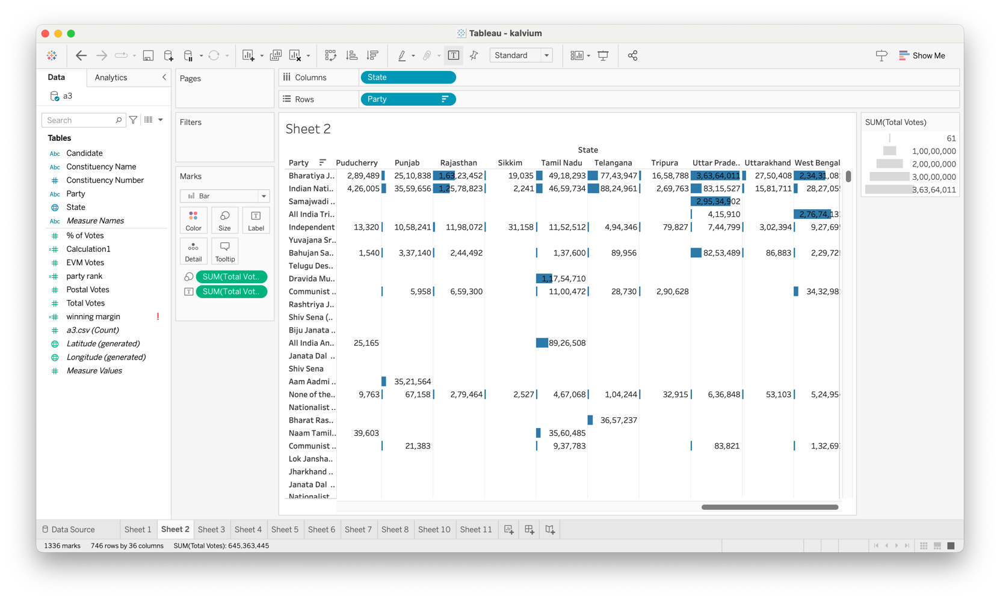 Tableau - kalvium
Standard
Show Me
Data
Analytics
a3
Search
Tables
Abc Candidate
Abc Constituency Name
# Constituency Number
Abc Party
State
Abc Measure Names
# % of Votes
=# Calculation1
# EVM Votes
=# party rank
# Postal Votes
# Total Votes
=# winning margin !
# a3.csv (Count)
Latitude (generated)
Longitude (generated)
# Measure Values
Pages
Filters
Marks
Bar
Color Size Label
Detail Tooltip
SUM(Total Vot..
SUM(Total Vot..
Columns State
Rows Party
Sheet 2
State
Party Puducherry Punjab Rajasthan Sikkim Tamil Nadu Telangana Tripura Uttar Prade.. Uttarakhand West Bengal
Bharatiya J.. 2,89,489 25,10,838 1,63,23,452 19,035 49,18,293 77,43,947 16,58,788 3,63,64,011 27,50,408 2,34,31,08
Indian Nati.. 4,26,005 35,59,656 1,25,78,823 2,241 46,59,734 88,24,961 2,69,763 83,15,527 15,81,711 28,27,05
Samajwadi .. 2,95,34,902
All India Tri.. 4,15,910 2,76,74,13
Independent 13,320 10,58,241 11,98,072 31,158 11,52,512 4,94,346 79,827 7,44,799 3,02,394 9,27,69
Yuvajana Sr..
Bahujan Sa.. 1,540 3,37,140 2,44,492 1,37,600 89,956 82,53,489 86,883 2,29,72
Telugu Des..
Dravida Mu.. 1,17,54,710
Communist .. 5,958 6,59,300 11,00,472 28,730 2,90,628 34,32,98
Rashtriya J..
Shiv Sena (..
Biju Janata ..
All India An.. 25,165 89,26,508
Janata Dal ..
Shiv Sena
Aam Aadmi .. 35,21,564
None of the.. 9,763 67,158 2,79,464 2,527 4,67,068 1,04,244 32,915 6,36,848 53,103 5,24,95
Nationalist ..
Bharat Ras.. 36,57,237
Naam Tamil.. 39,603 35,60,485
Communist .. 21,383 9,37,783 83,821 1,32,69
Lok Jansha..
Jharkhand ..
Janata Dal ..
Nationalist
SUM(Total Votes)
61
1,00,00,000
2,00,00,000
3,00,00,000
3,63,64,011
Data Source Sheet 1 Sheet 2 Sheet 3 Sheet 4 Sheet 5 Sheet 6 Sheet 7 Sheet 8 Sheet 10 Sheet 11
1336 marks 746 rows by 36 columns SUM(Total Votes): 645,363,445